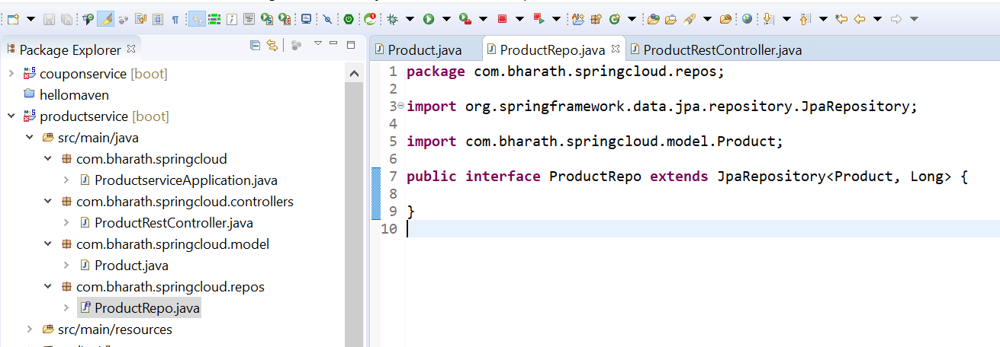 Package Explorer
couponservice [boot]
hellomaven
productservice [boot]
src/main/java
com.bharath.springcloud
ProductserviceApplication.java
com.bharath.springcloud.controllers
ProductRestController.java
com.bharath.springcloud.model
Product.java
com.bharath.springcloud.repos
ProductRepo.java
src/main/resources
Product.java ProductRepo.java ProductRestController.java
1 package com.bharath.springcloud.repos;
2
3 import org.springframework.data.jpa.repository.JpaRepository;
4
5 import com.bharath.springcloud.model.Product;
6
7 public interface ProductRepo extends JpaRepository<Product, Long> {
8
9 }
10